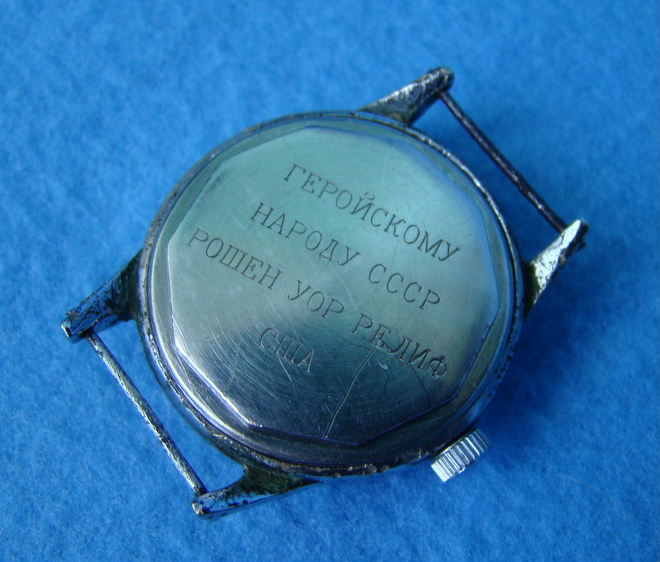 ГЕРОЙСКОМУ
НАРОДУ СССР
РОШЕН УОР РЕЛИФ
США